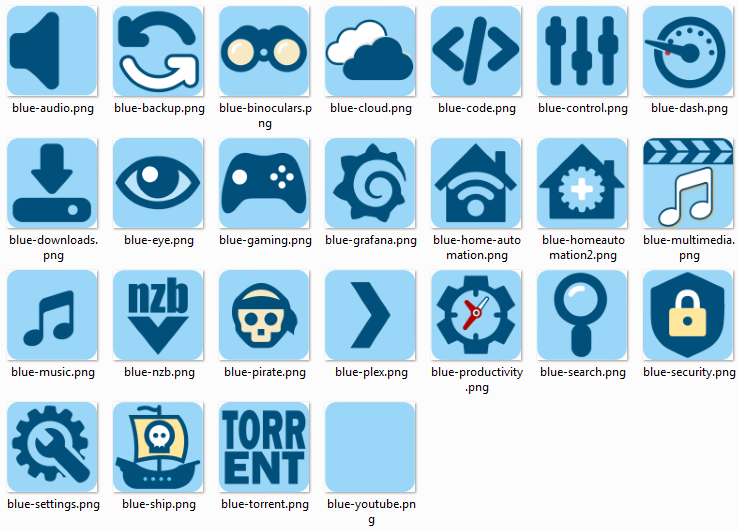 blue-audio.png
blue-backup.png
blue-binoculars.p
ng
blue-cloud.png
blue-code.png
blue-control.png
blue-dash.png
blue-downloads.
png
blue-eye.png
blue-gaming.png
blue-grafana.png
blue-home-auto
mation.png
blue-homeauto
mation2.png
blue-multimedia.
png
nzb
blue-music.png
blue-nzb.png
blue-pirate.png
blue-plex.png
blue-productivity
.png
blue-search.png
blue-security.png
TORR
ENT
blue-settings.png
blue-ship.png
blue-torrent.png
blue-youtube.pn
g